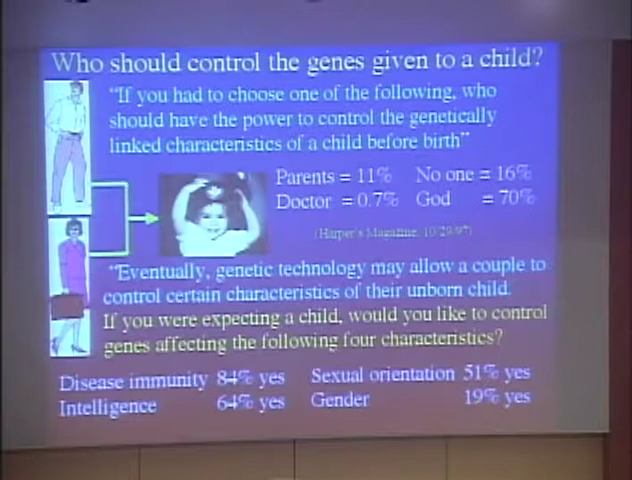 Who should control the genes given to a child?
"If you had to choose one of the following, who
should have the power to control the genetically
linked characteristics of a child before birth"
Parents = 11% No one = 16%
Doctor = 0.7% God = 70%
(Harper's Magazine, 10/29/97)
"Eventually, genetic technology may allow a couple to
control certain characteristics of their unborn child.
If you were expecting a child, would you like to control
genes affecting the following four characteristics?
Disease immunity 84% yes Sexual orientation 51% yes
Intelligence 64% yes Gender 19% yes